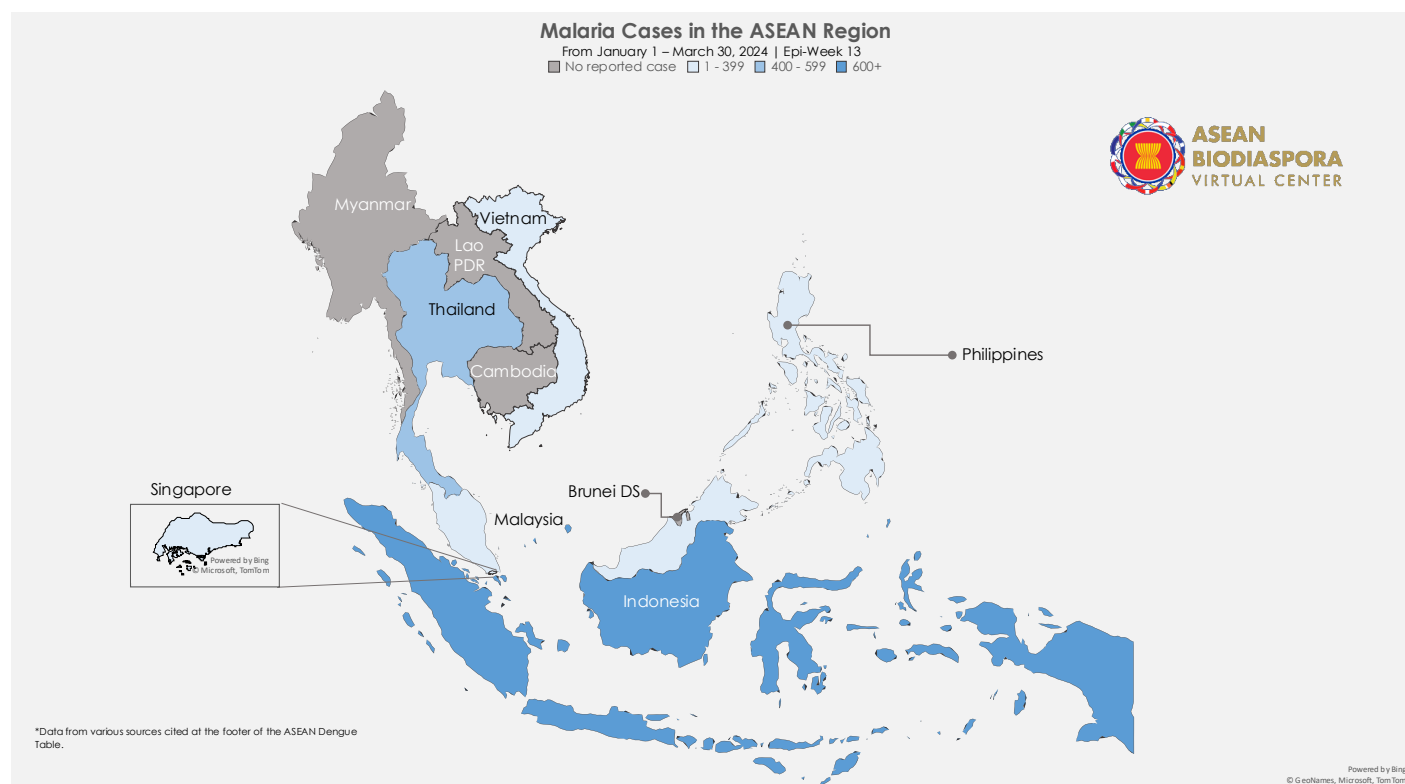 Malaria Cases in the ASEAN Region
From January 1 – March 30, 2024 | Epi-Week 13
No reported case 1 - 399 400 - 599 600+
ASEAN
BIODIASPORA
VIRTUAL CENTER
Myanmar
Vietnam
Lao
PDR
Thailand
Philippines
Cambodia
Singapore
Brunei DS
Malaysia
Powered by Bing
© Microsoft, TomTom
Indonesia
*Data from various sources cited at the footer of the ASEAN Dengue
Table.
Powered by Bing
© GeoNames, Microsoft, TomTom